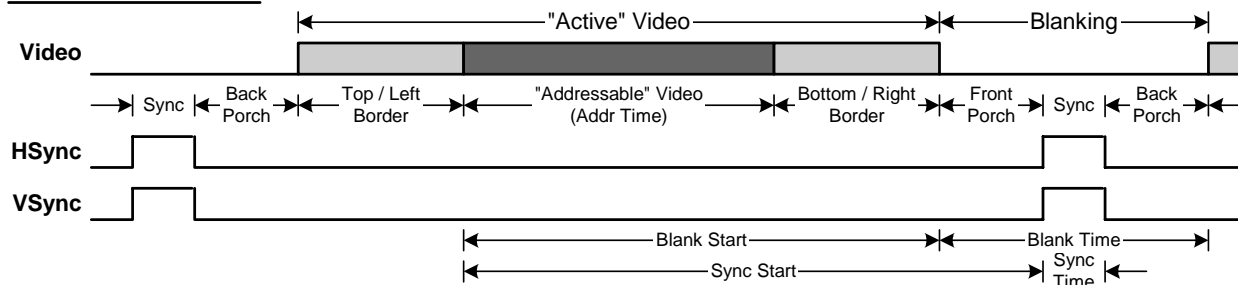 "Active" Video Blanking
Video
Sync Back Porch Top / Left Border "Addressable" Video (Addr Time) Bottom / Right Border Front Porch Sync Back Porch
HSync
VSync
Blank Start Blank Time
Sync Start Sync Time